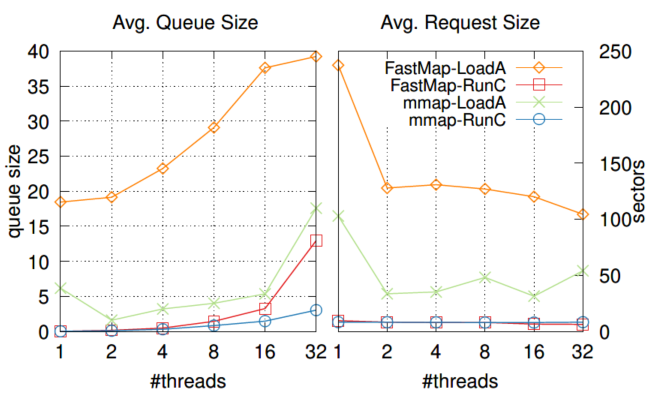 Avg. Queue Size
Avg. Request Size
40
35
30
25
20
15
10
5
0
queue size
1 2 4 8 16 32
#threads
FastMap-LoadA
FastMap-RunC
mmap-LoadA
mmap-RunC
250
200
150
100
50
0
sectors
1 2 4 8 16 32
#threads